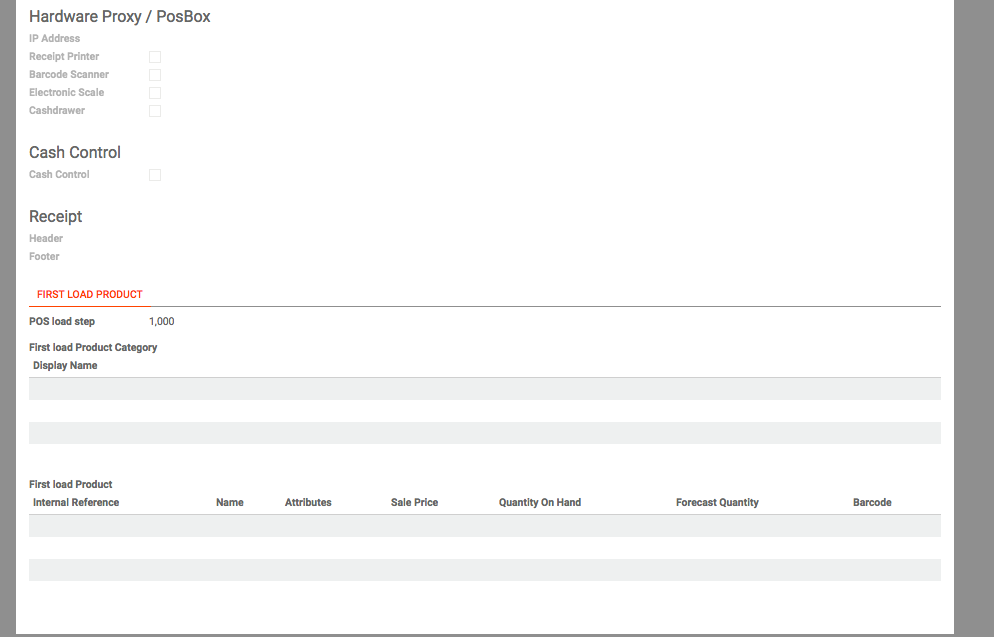 Hardware Proxy / PosBox
IP Address
Receipt Printer
Barcode Scanner
Electronic Scale
Cashdrawer
Cash Control
Cash Control
Receipt
Header
Footer
FIRST LOAD PRODUCT
POS load step 1,000
First load Product Category
Display Name
First load Product
Internal Reference Name Attributes Sale Price Quantity On Hand Forecast Quantity Barcode